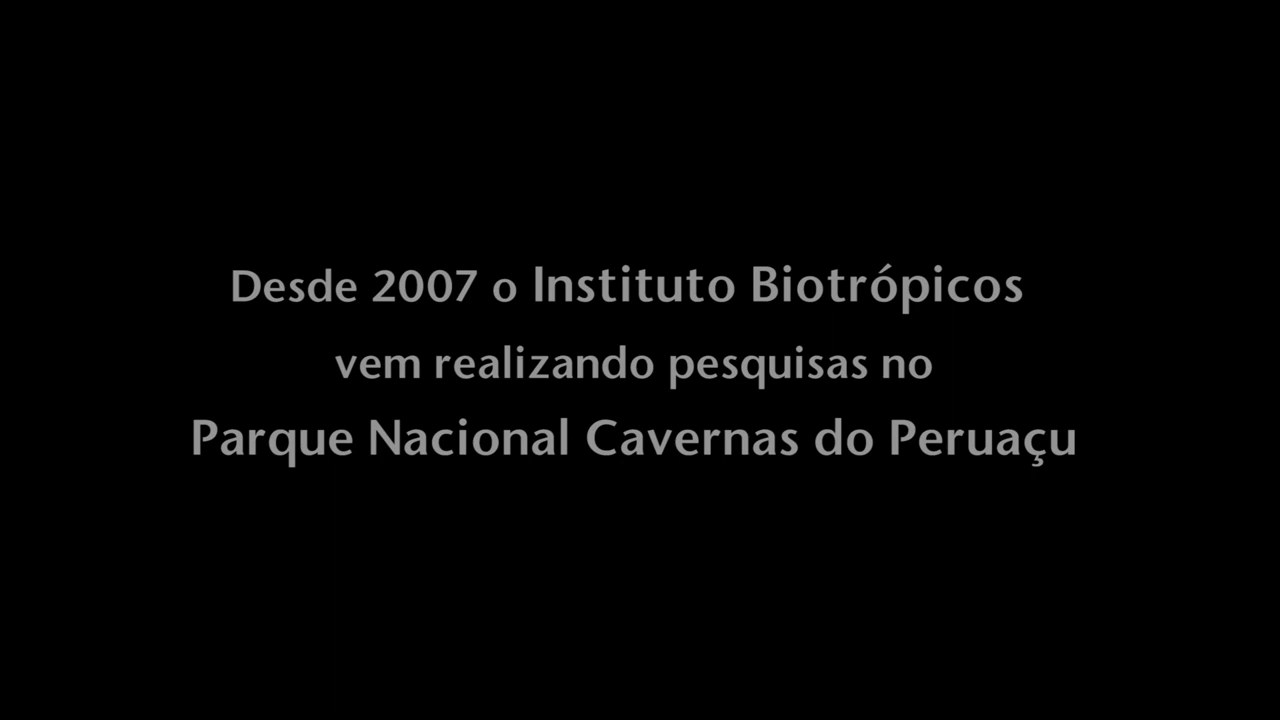 Desde 2007 o Instituto Biotrópicos
vem realizando pesquisas no
Parque Nacional Cavernas do Peruaçu